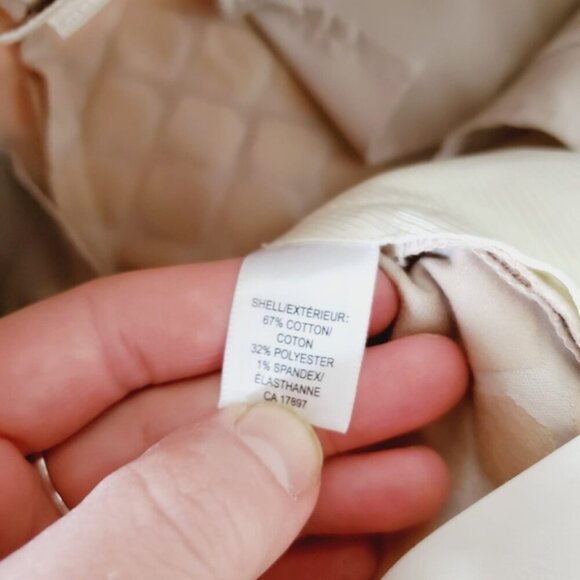 SHELL/EXTÉRIEUR:
67% COTTON/
COTON
32% POLYESTER
1% SPANDEX/
ÉLASTHANNE
CA 17897